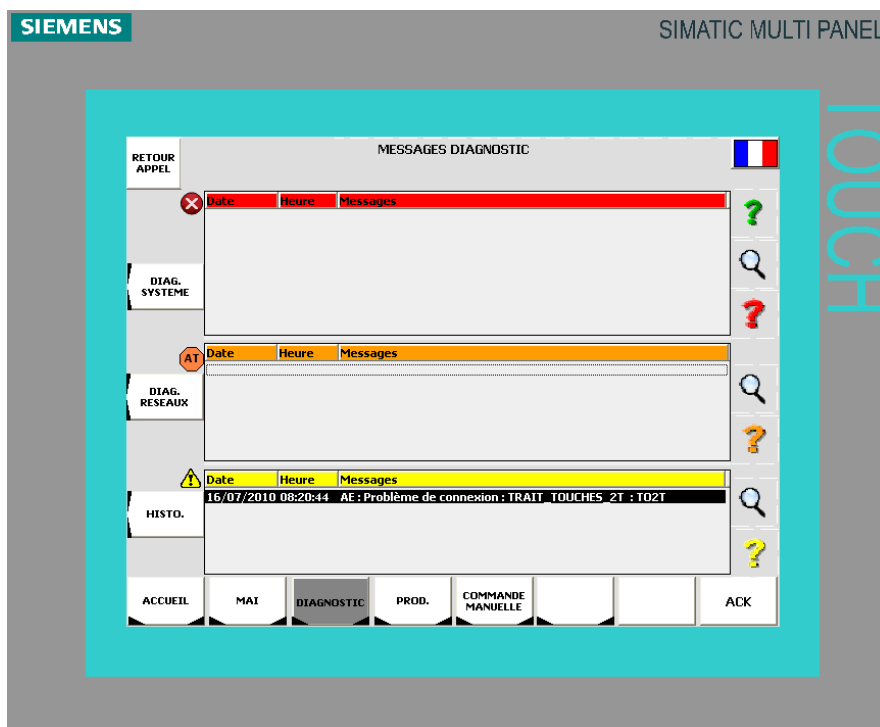 SIEMENS
SIMATIC MULTI PANEL
TOUCH
RETOUR
APPEL
MESSAGES DIAGNOSTIC
Date Heure Messages
DIAG.
SYSTEME
AT
Date Heure Messages
DIAG.
RESEAUX
Date Heure Messages
16/07/2010 08:20:44 AE : Problème de connexion : TRAIT_TOUCHES_2T : TO2T
HISTO.
ACCUEIL
MAI
DIAGNOSTIC
PROD.
COMMANDE
MANUELLE
ACK